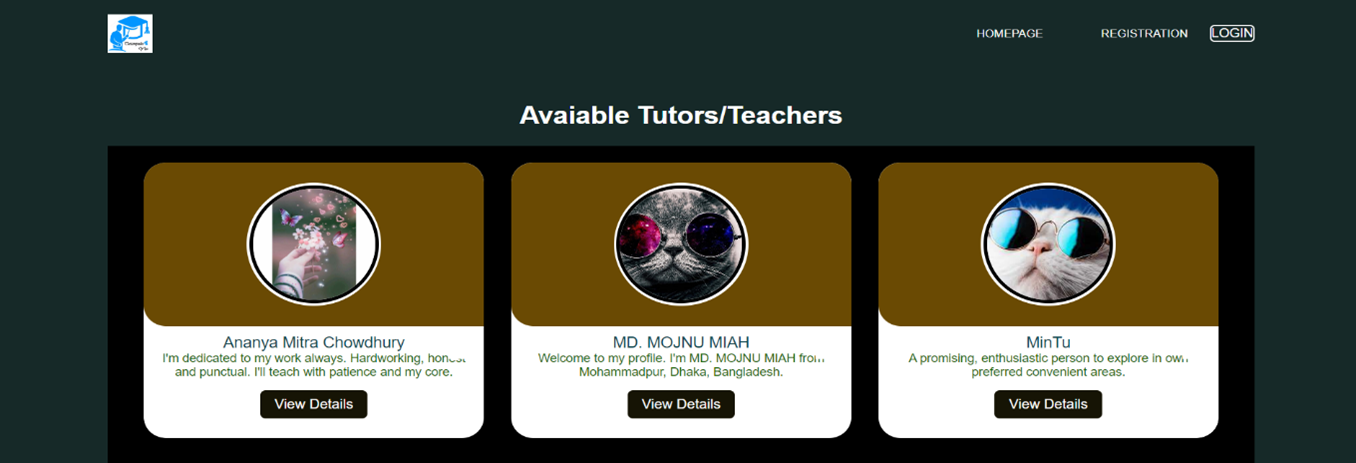 HOMEPAGE REGISTRATION LOGIN
Avaiable Tutors/Teachers
Ananya Mitra Chowdhury
I'm dedicated to my work always. Hardworking, honest
and punctual. I'll teach with patience and my core.
View Details
MD. MOJNU MIAH
Welcome to my profile. I'm MD. MOJNU MIAH from
Mohammadpur, Dhaka, Bangladesh.
View Details
MinTu
A promising, enthusiastic person to explore in own
preferred convenient areas.
View Details